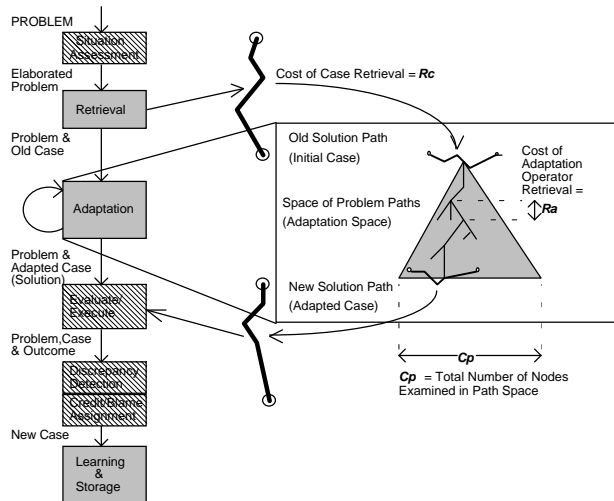 PROBLEM
Situation
Assessment
Elaborated
Problem
Retrieval
Problem &
Old Case
Adaptation
Problem &
Adapted Case
(Solution)
Evaluate/
Execute
Problem,Case
& Outcome
Discrepancy
Detection
Credit/Blame
Assignment
New Case
Learning
&
Storage
Cost of Case Retrieval = Rc
Old Solution Path
(Initial Case)
Space of Problem Paths
(Adaptation Space)
New Solution Path
(Adapted Case)
Cost of
Adaptation
Operator
Retrieval =
Ra
Cp
Cp = Total Number of Nodes
Examined in Path Space